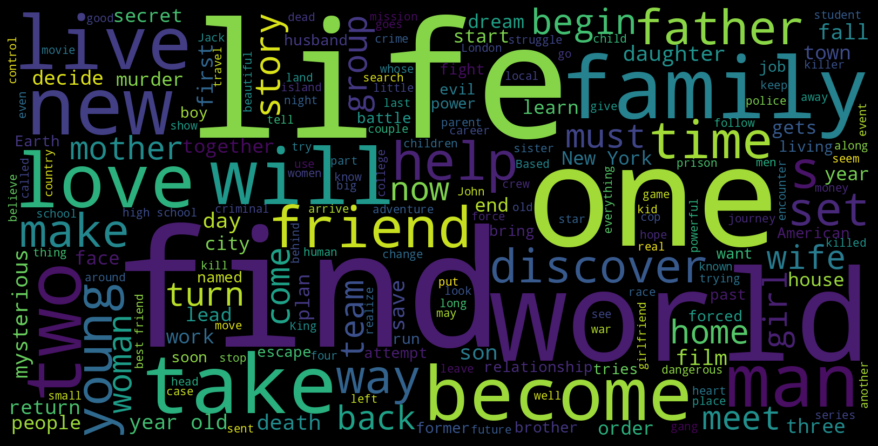 life
find
world
one
family
love
will
new
live
take
become
man
father
friend
help
time
young
two
make
way
discover
set
s
begin
story
group
mother
daughter
must
home
wife
meet
back
turn
come
team
woman
girl
now
first
fall
learn
town
job
gets
year
house
film
three
son
save
plan
lead
work
day
city
end
death
year old
return
people
mysterious
decide
murder
secret
boy
together
face
named
escape
soon
run
bring
relationship
tries
forced
past
New York
living
American
dream
start
husband
evil
power
battle
fight
order
brother
former
attempt
good
movie
control
even
Jack
travel
show
beautiful
dead
mission
goes
crime
London
struggle
whose
go
child
land
island
search
little
night
last
tell
couple
local
give
keep
police
away
student
killer
event
follow
along
seem
parent
career
sister
Based
children
try
use
women
part
know
big
college
Earth
called
country
believe
school
high school
criminal
arrive
adventure
John
crew
force
old
star
everything
game
kid
cop
hope
real
prison
men
money
encounter
journey
powerful
killed
want
known
trying
race
see
war
girlfriend
dangerous
heart
place
series
another
well
leave
gang
future
may
long
look
put
change
behind
human
realize
King
four
stop
kill
move
best friend
around
thing
small
head
case
left
sent